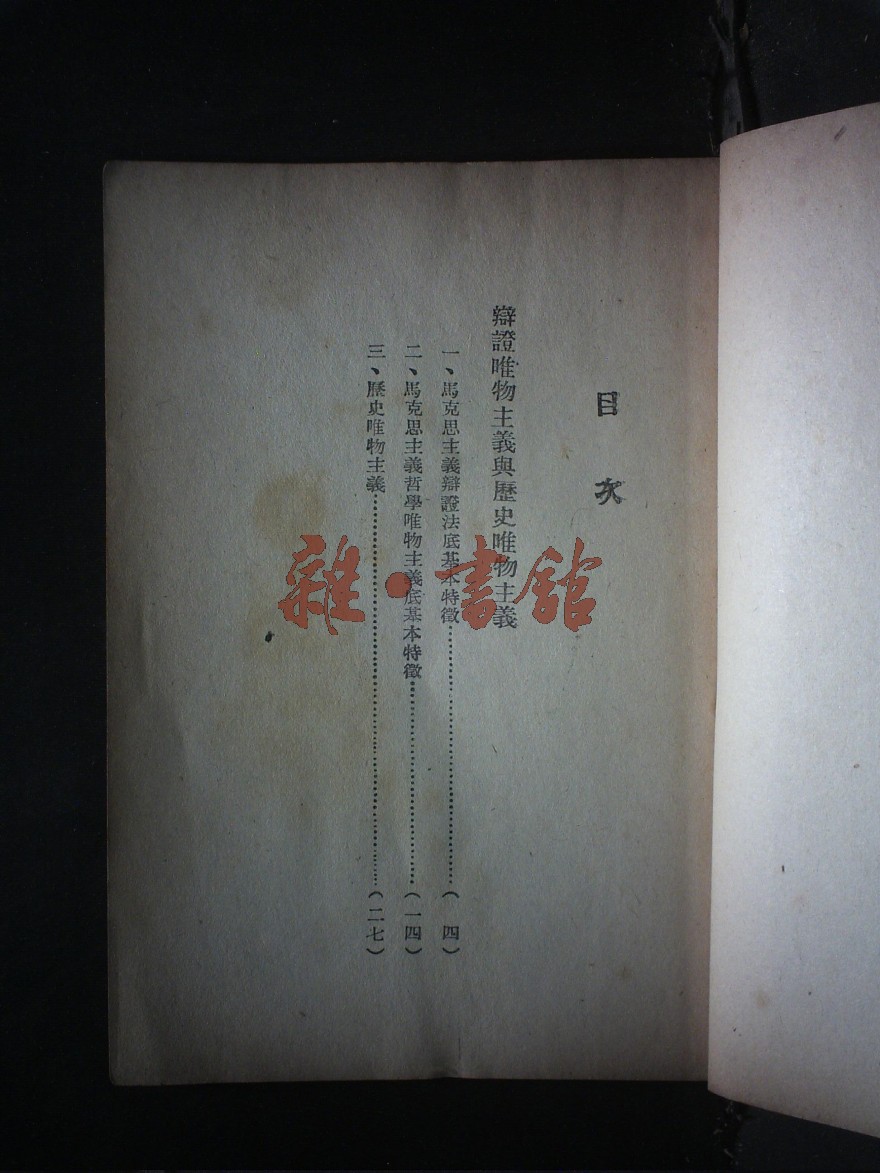 目次
辯證唯物主義與歷史唯物主義
一、馬克思主義辯證法底基本特徵…………(四)
二、馬克思主義哲學唯物主義底基本特徵…………(一四)
三、歷史唯物主義…………(二七)
雜·書館